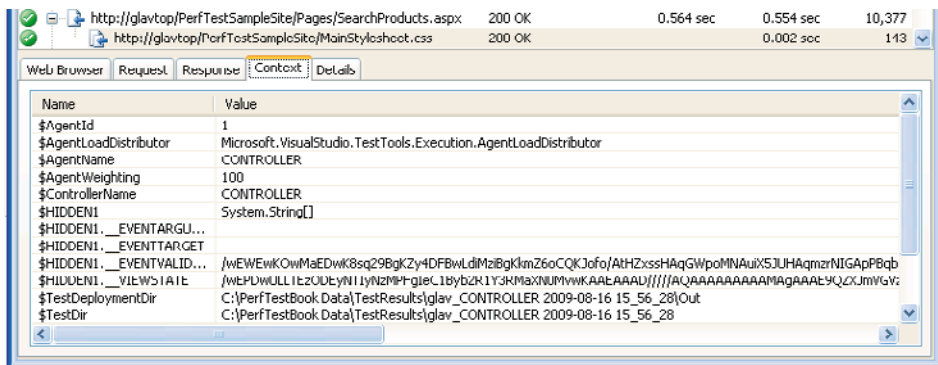 http://glavtop/PerfTestSampleSite/Pages/SearchProducts.aspx 200 OK 0.564 sec 0.554 sec 10,377
http://glavtop/PerfTestSampleSite/MainStylesheet.css 200 OK 0.002 sec 143
Web Browser Request Response Context Details
Name Value
$AgentId 1
$AgentLoadDistributor Microsoft.VisualStudio.TestTools.Execution.AgentLoadDistributor
$AgentName CONTROLLER
$AgentWeighting 100
$ControllerName CONTROLLER
$HIDDEN1 System.String[]
$HIDDEN1.__EVENTARGU...
$HIDDEN1.__EVENTTARGET
$HIDDEN1.__EVENTVALID...
$HIDDEN1.__VIEWSTATE
$TestDeploymentDir C:\PerfTestBook Data\TestResults\glav_CONTROLLER 2009-08-16 15_56_28\Out
$TestDir C:\PerfTestBook Data\TestResults\glav_CONTROLLER 2009-08-16 15_56_28